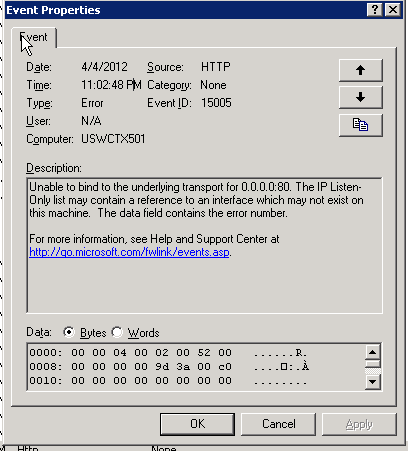 Event Properties
Event
Date: 4/4/2012 Source: HTTP
Time: 11:02:48 PM Category: None
Type: Error Event ID: 15005
User: N/A
Computer: USWCTX501
Description:
Unable to bind to the underlying transport for 0.0.0.0:80. The IP Listen-
Only list may contain a reference to an interface which may not exist on
this machine. The data field contains the error number.
For more information, see Help and Support Center at
http://go.microsoft.com/fwlink/events.asp.
Data: Bytes Words
0000: 00 00 04 00 02 00 52 00 ......R.
0008: 00 00 00 00 9d 3a 00 c0 ....□:.À
0010: 00 00 00 00 00 00 00 00 ........
OK Cancel Apply
Http None